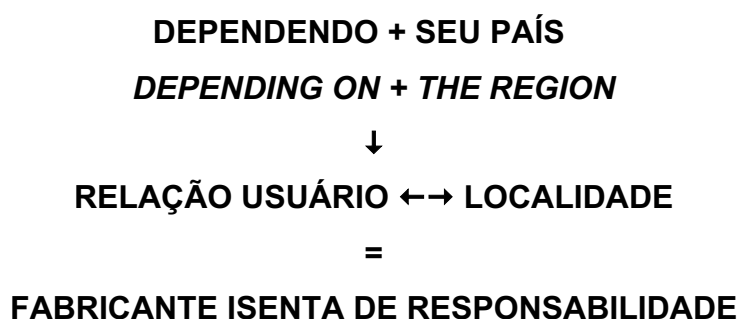 DEPENDENDO + SEU PAÍS
DEPENDING ON + THE REGION
↓
RELAÇÃO USUÁRIO ←→ LOCALIDADE
=
FABRICANTE ISENTA DE RESPONSABILIDADE